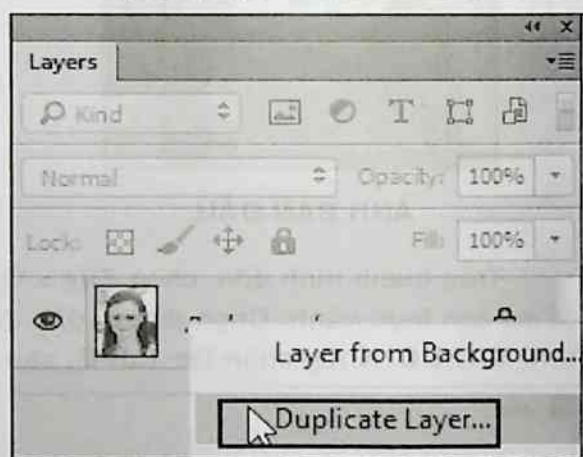 Layers
Kind
T
Normal
Opacity: 100%
Lock:
Fill: 100%
Layer from Background...
Duplicate Layer...